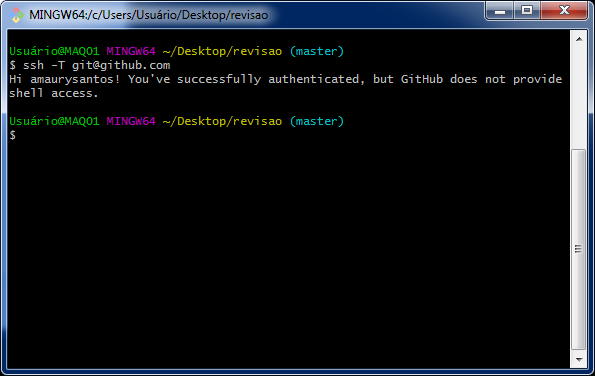 MINGW64:/c/Users/Usuário/Desktop/revisao
Usuário@MAQ01 MINGW64 ~/Desktop/revisao (master)
$ ssh -T git@github.com
Hi amaurysantos! You've successfully authenticated, but GitHub does not provide
shell access.
Usuário@MAQ01 MINGW64 ~/Desktop/revisao (master)
$